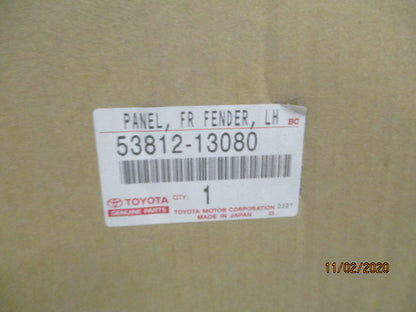 PANEL, FR FENDER, LH BC
53812-13080
TOYOTA QTY: 1
GENUINE PARTS
TOYOTA MOTOR CORPORATION
MADE IN JAPAN
11/02/2020